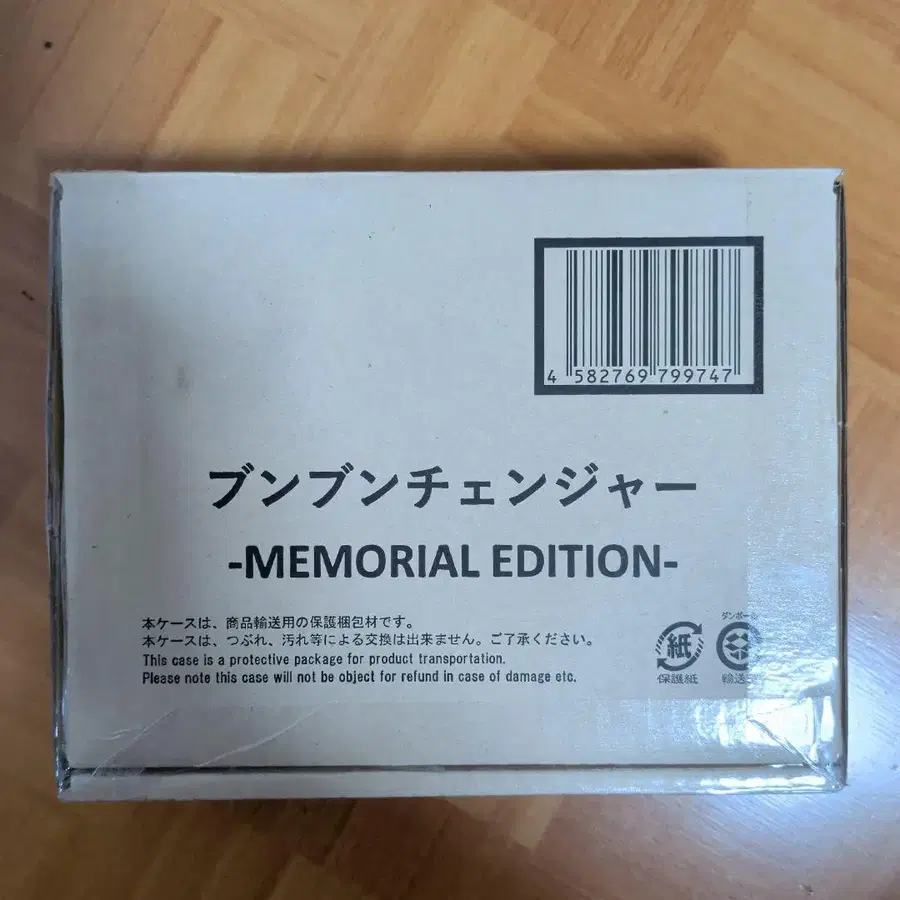 4 582769 799747
ブンブンチェンジャー
-MEMORIAL EDITION-
本ケースは、商品輸送用の保護梱包材です。
本ケースは、つぶれ、汚れ等による交換は出来ません。ご了承ください。
This case is a protective package for product transportation.
Please note this case will not be object for refund in case of damage etc.
紙
保護紙
ダンボー
輸送